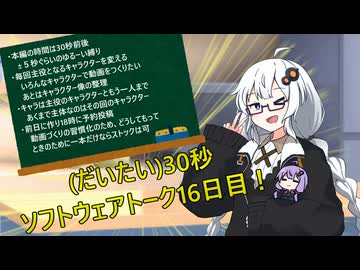 ・本編の時間は30秒前後
±５秒ぐらいのゆるーい縛り
・毎回主役となるキャラクターを変える
いろんなキャラクターで動画をつくりたい
あとはキャラクター像の整理
・キャラは主役のキャラクターともう一人まで
あくまで主体なのはその回のキャラクター
・前日に作り18時に予約投稿
動画づくりの習慣化のため、どうしてもって
ときのために一本だけならストックは可
(だいたい)30秒
ソフトウェアトーク16日目！